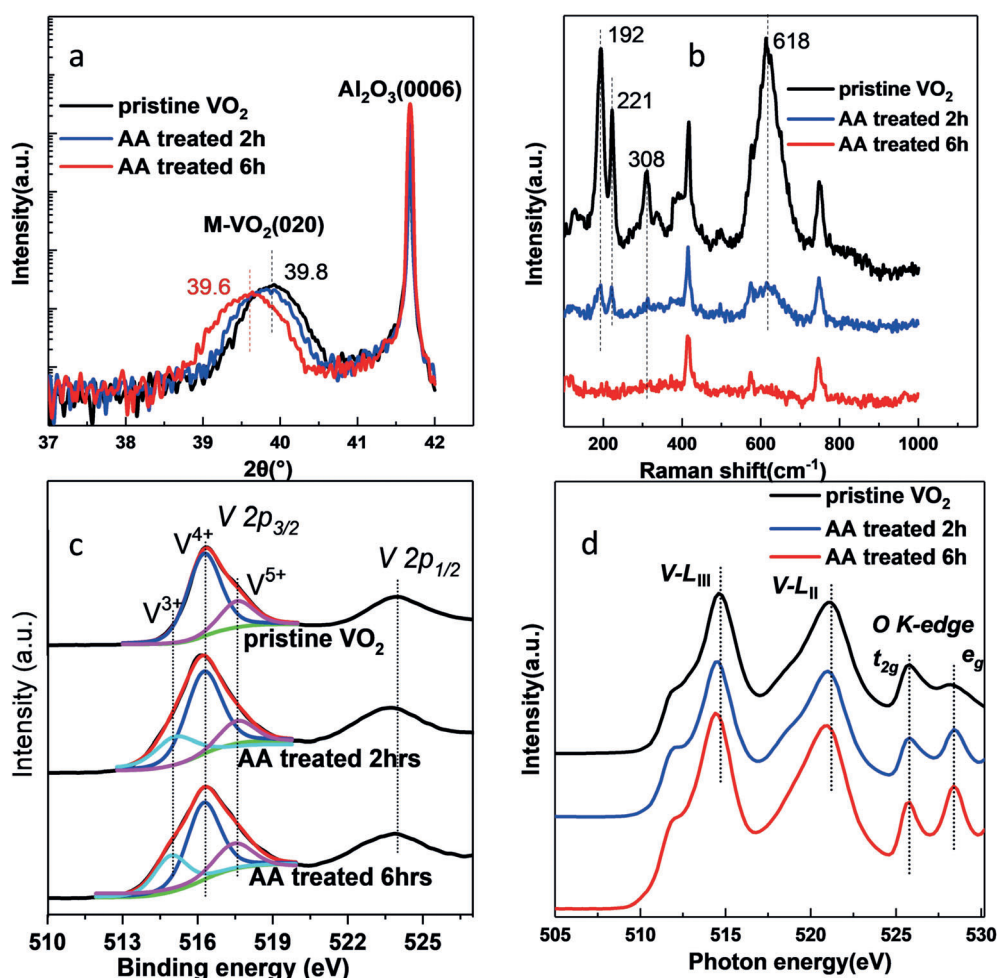 a
pristine VO₂
AA treated 2h
AA treated 6h
Al₂O₃(0006)
M-VO₂(020)
39.6
39.8
Intensity(a.u.)
37 38 39 40 41 42
2θ(°)
b
192
221
308
618
pristine VO₂
AA treated 2h
AA treated 6h
Intensity(a.u.)
200 400 600 800 1000
Raman shift(cm⁻¹)
c
V 2p₃/₂
V⁴⁺
V³⁺
V⁵⁺
V 2p₁/₂
pristine VO₂
AA treated 2hrs
AA treated 6hrs
Intensity (a.u.)
510 513 516 519 522 525
Binding energy (eV)
pristine VO₂
AA treated 2h
AA treated 6h
d
V-L_III
V-L_II
O K-edge
t₂g
e_g
Intensity(a.u.)
505 510 515 520 525 530
Photon energy(eV)